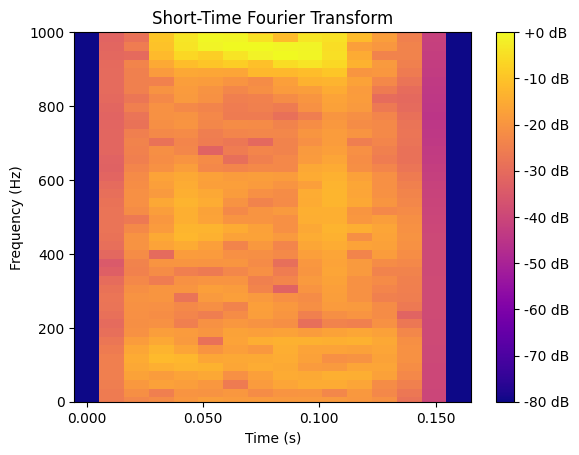 Short-Time Fourier Transform
Frequency (Hz)
1000
800
600
400
200
0
0.000
0.050
0.100
0.150
Time (s)
+0 dB
-10 dB
-20 dB
-30 dB
-40 dB
-50 dB
-60 dB
-70 dB
-80 dB